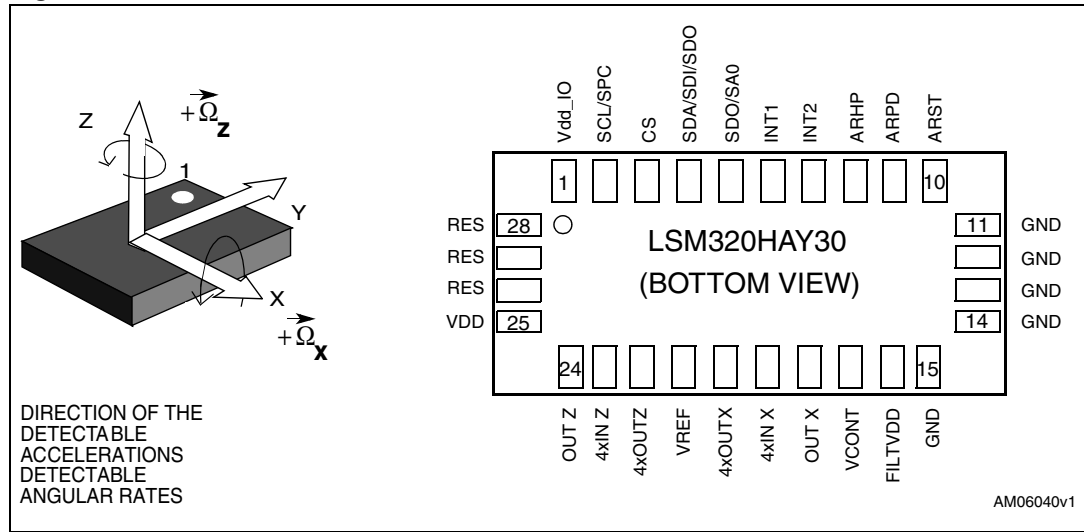 Z
+Ω
Z
1
Y
X
+Ω
X
DIRECTION OF THE
DETECTABLE
ACCELERATIONS
DETECTABLE
ANGULAR RATES
Vdd_IO
SCL/SPC
CS
SDA/SDI/SDO
SDO/SA0
INT1
INT2
ARHP
ARPD
ARST
1
10
RES 28
RES
RES
VDD 25
LSM320HAY30
(BOTTOM VIEW)
11 GND
GND
GND
14 GND
24
15
OUT Z
4xIN Z
4xOUTZ
VREF
4xOUTX
4xIN X
OUT X
VCONT
FILTVDD
GND
AM06040v1